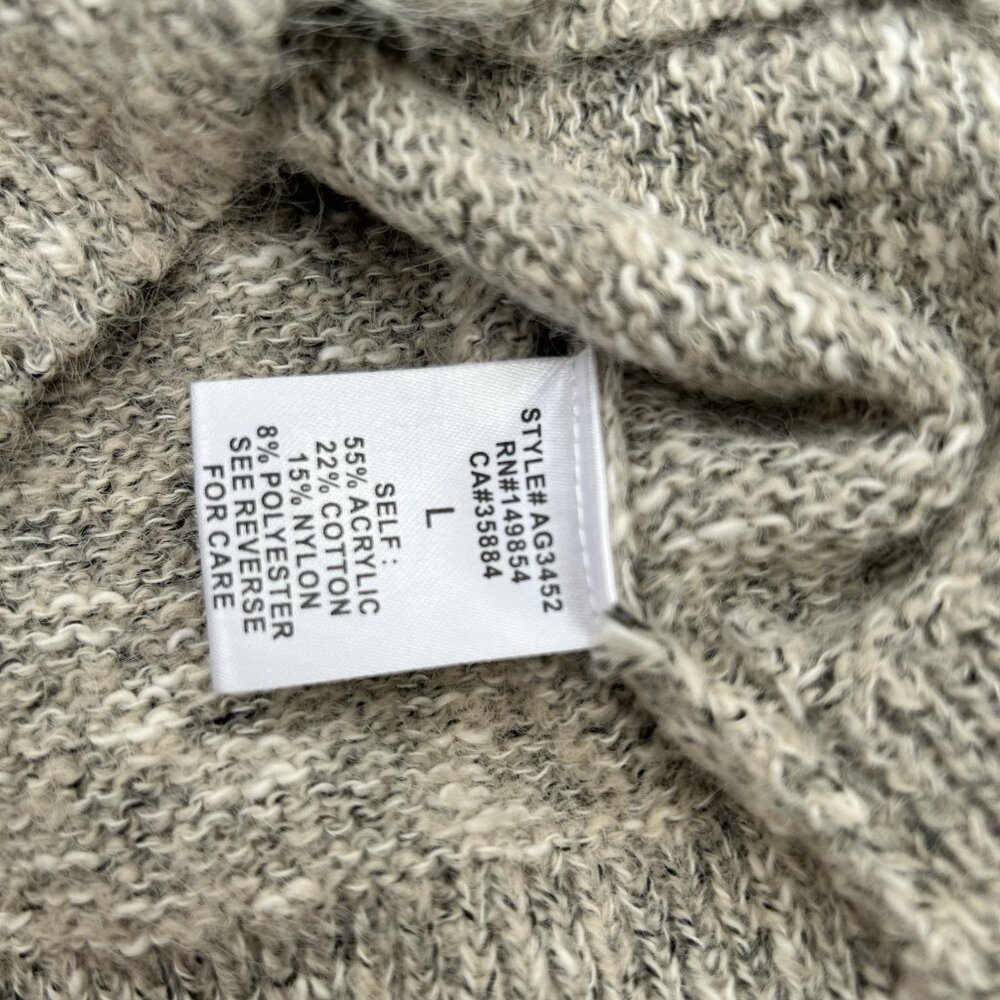 STYLE# AG3452
RN#149854
CA#35884
L
SELF :
55% ACRYLIC
22% COTTON
15% NYLON
8% POLYESTER
SEE REVERSE
FOR CARE